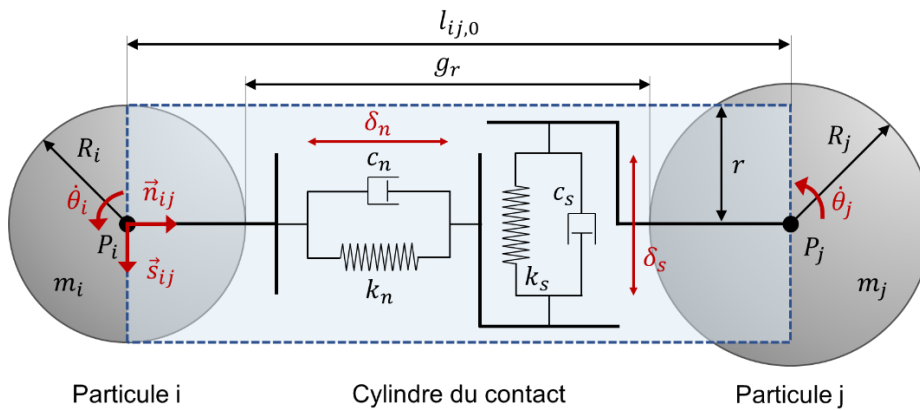 l_{ij,0}
g_r
R_i
δ_n
c_n
k_n
c_s
k_s
δ_s
r
R_j
θ̇_i
n⃗_{ij}
P_i
s⃗_{ij}
m_i
θ̇_j
P_j
m_j
Particule i
Cylindre du contact
Particule j